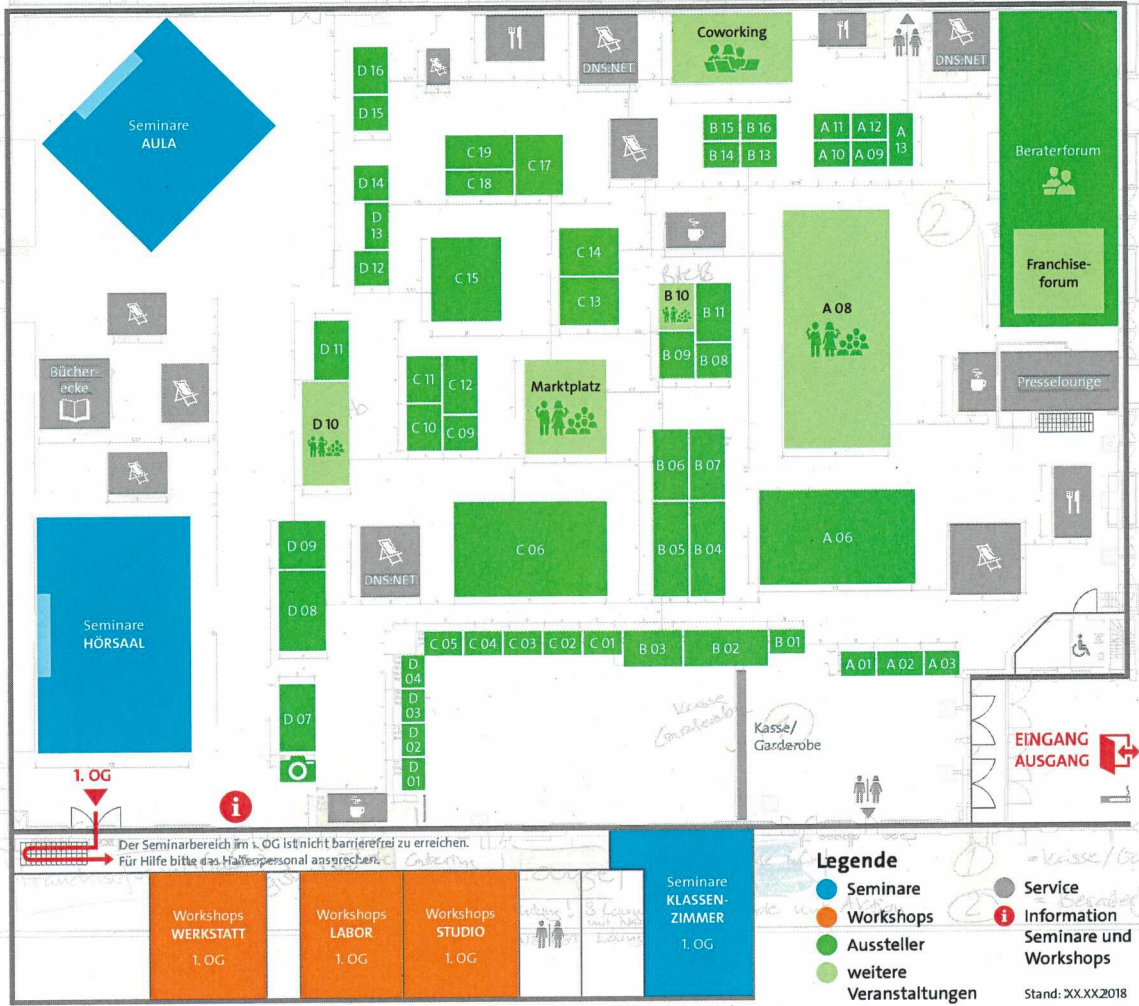 Coworking
DNS:NET
DNS:NET
D 16
D 15
Seminare
AULA
B 15
B 16
B 14
B 13
A 11
A 12
A 10
A 09
A
13
C 19
C 18
C 17
Beraterforum
D 14
D
13
D 12
C 15
C 14
C 13
2
Franchise-
forum
B 10
B 11
B 09
B 08
A 08
D 11
Bücher-
ecke
C 11
C 12
C 10
C 09
Marktplatz
Presselounge
D 10
B 06
B 07
B 05
B 04
C 06
A 06
D 09
D 08
DNS:NET
Seminare
HÖRSAAL
C 05
C 04
C 03
C 02
C 01
B 03
B 02
B 01
A 01
A 02
A 03
D
04
D
03
D
02
D
01
D 07
Kasse
Garderobe
Kasse/
Garderobe
EINGANG
AUSGANG
1. OG
i
Der Seminarbereich im 1. OG ist nicht barrierefrei zu erreichen.
Für Hilfe bitte das Hallenpersonal ansprechen.
Workshops
WERKSTATT
1. OG
Workshops
LABOR
1. OG
Workshops
STUDIO
1. OG
Seminare
KLASSEN-
ZIMMER
1. OG
Legende
Seminare
Workshops
Aussteller
weitere
Veranstaltungen
Service
i Information
Seminare und
Workshops
Stand: XX.XX.2018
1 = Kasse/
2